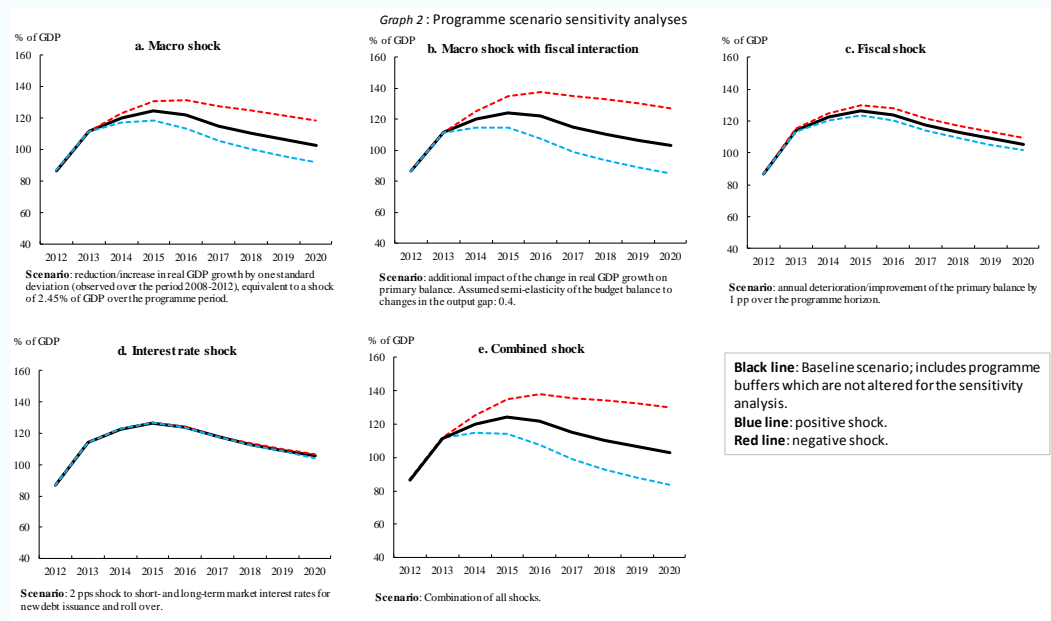 Graph 2 : Programme scenario sensitivity analyses
% of GDP
a. Macro shock
160
140
120
100
80
60
40
2012 2013 2014 2015 2016 2017 2018 2019 2020
Scenario: reduction/increase in real GDP growth by one standard
deviation (observed over the period 2008-2012), equivalent to a shock
of 2.45% of GDP over the programme period.
% of GDP
b. Macro shock with fiscal interaction
160
140
120
100
80
60
40
2012 2013 2014 2015 2016 2017 2018 2019 2020
Scenario: additional impact of the change in real GDP growth on
primary balance. Assumed semi-elasticity of the budget balance to
changes in the output gap: 0.4.
% of GDP
c. Fiscal shock
160
140
120
100
80
60
40
2012 2013 2014 2015 2016 2017 2018 2019 2020
Scenario: annual deterioration/improvement of the primary balance by
1 pp over the programme horizon.
% of GDP
d. Interest rate shock
160
140
120
100
80
60
40
2012 2013 2014 2015 2016 2017 2018 2019 2020
Scenario: 2 pps shock to short- and long-term market interest rates for
new debt issuance and roll over.
% of GDP
e. Combined shock
160
140
120
100
80
60
40
2012 2013 2014 2015 2016 2017 2018 2019 2020
Scenario: Combination of all shocks.
Black line: Baseline scenario; includes programme
buffers which are not altered for the sensitivity
analysis.
Blue line: positive shock.
Red line: negative shock.